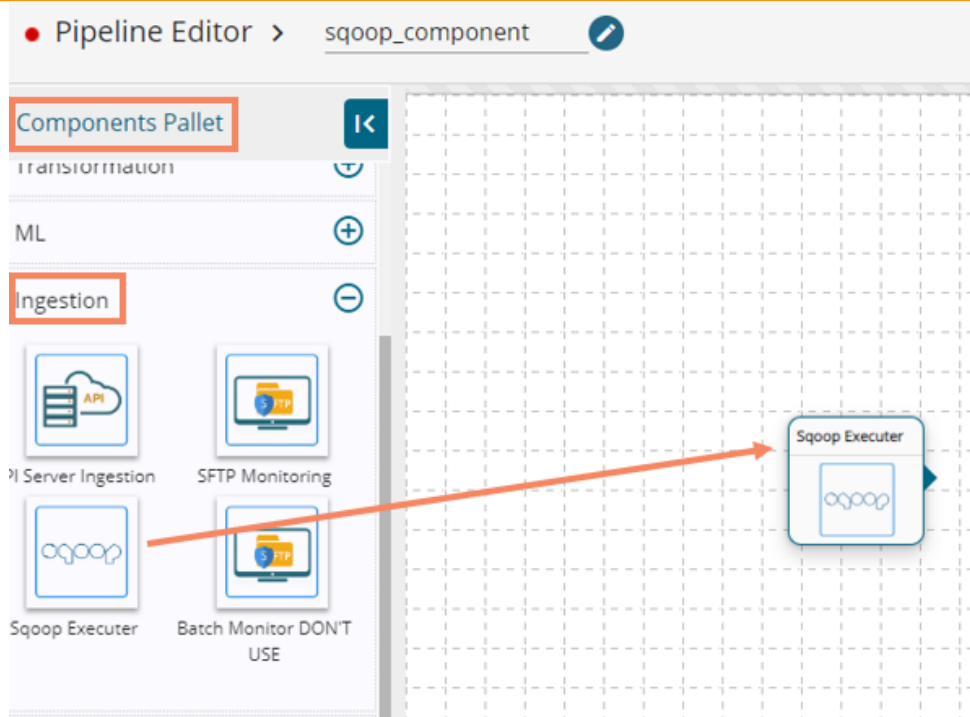 Pipeline Editor >
sqoop_component
Components Pallet
Transformation
ML
Ingestion
API
SFTP
PI Server Ingestion
SFTP Monitoring
sqoop
SFTP
Sqoop Executer
Batch Monitor DON'T
USE
Sqoop Executer
sqoop